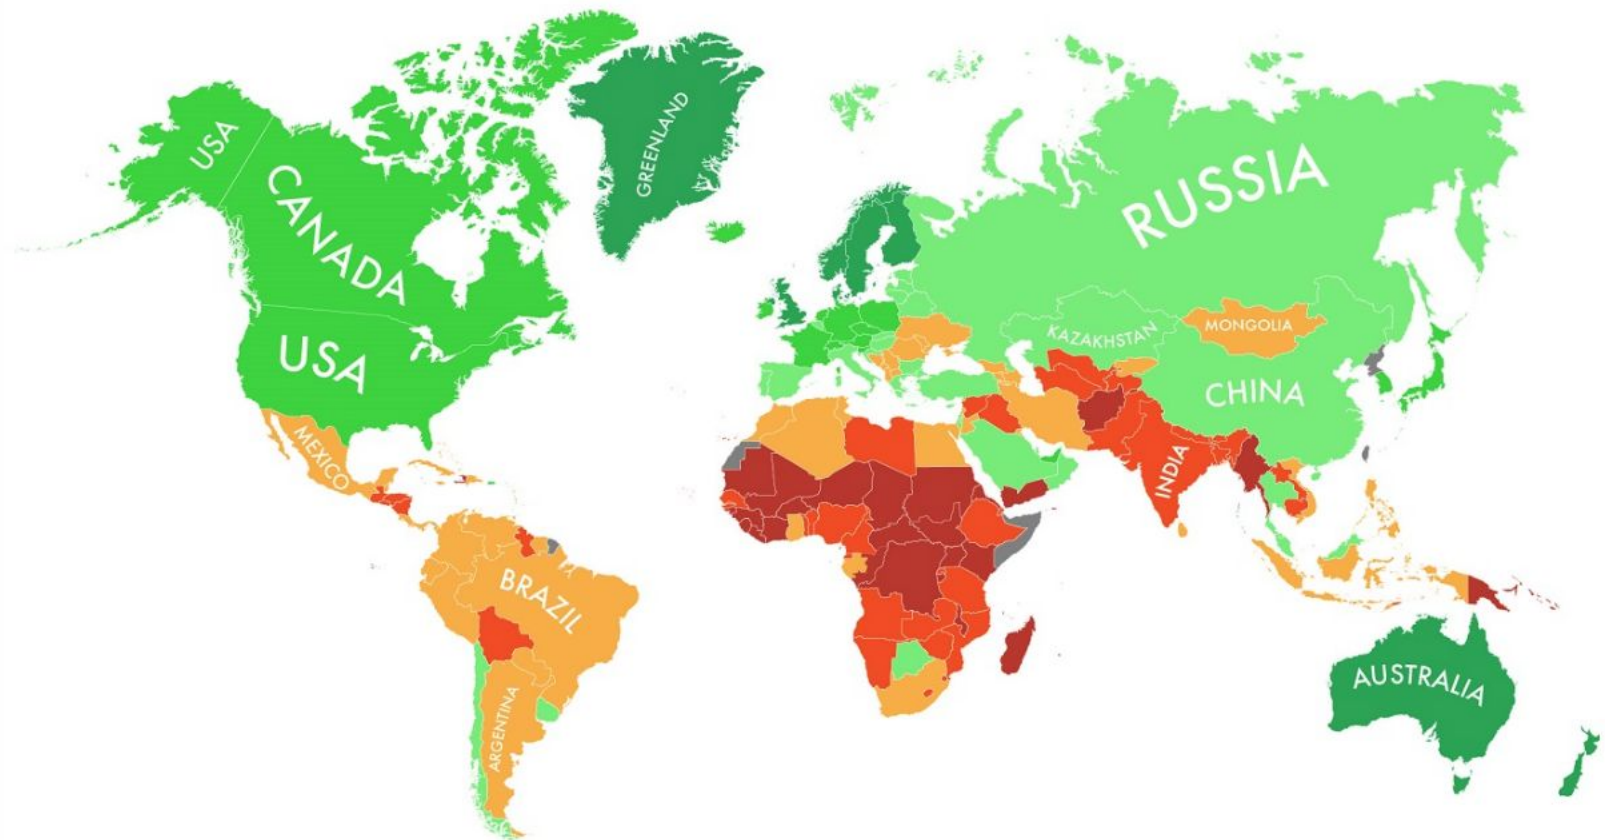 GREENLAND
USA
CANADA
RUSSIA
USA
KAZAKHSTAN
MONGOLIA
CHINA
MEXICO
INDIA
BRAZIL
ARGENTINA
AUSTRALIA